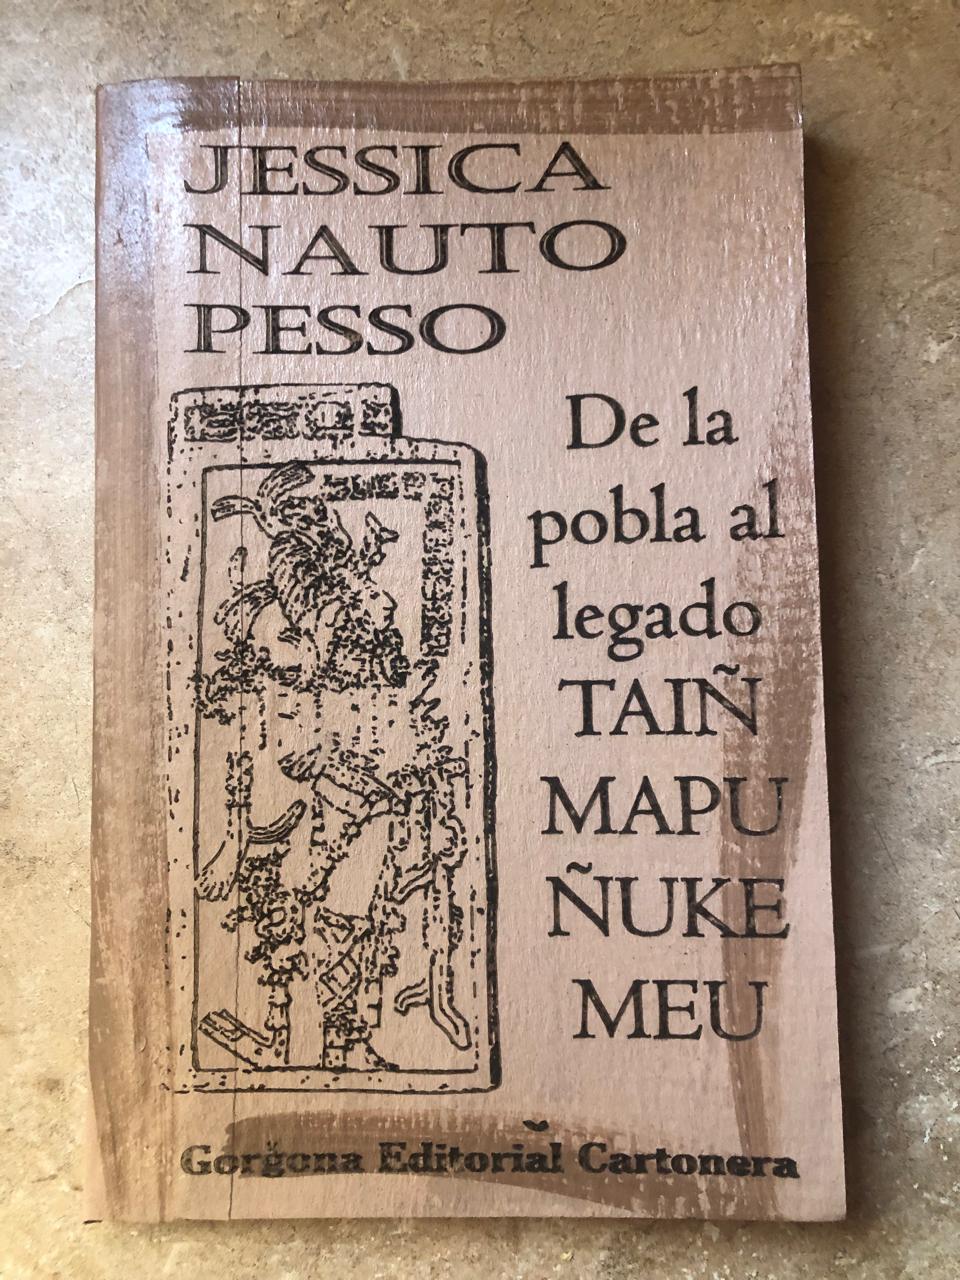 JESSICA
NAUTO
PESSO
De la
pobla al
legado
TAIÑ
MAPU
ÑUKE
MEU
Gorgona Editorial Cartonera